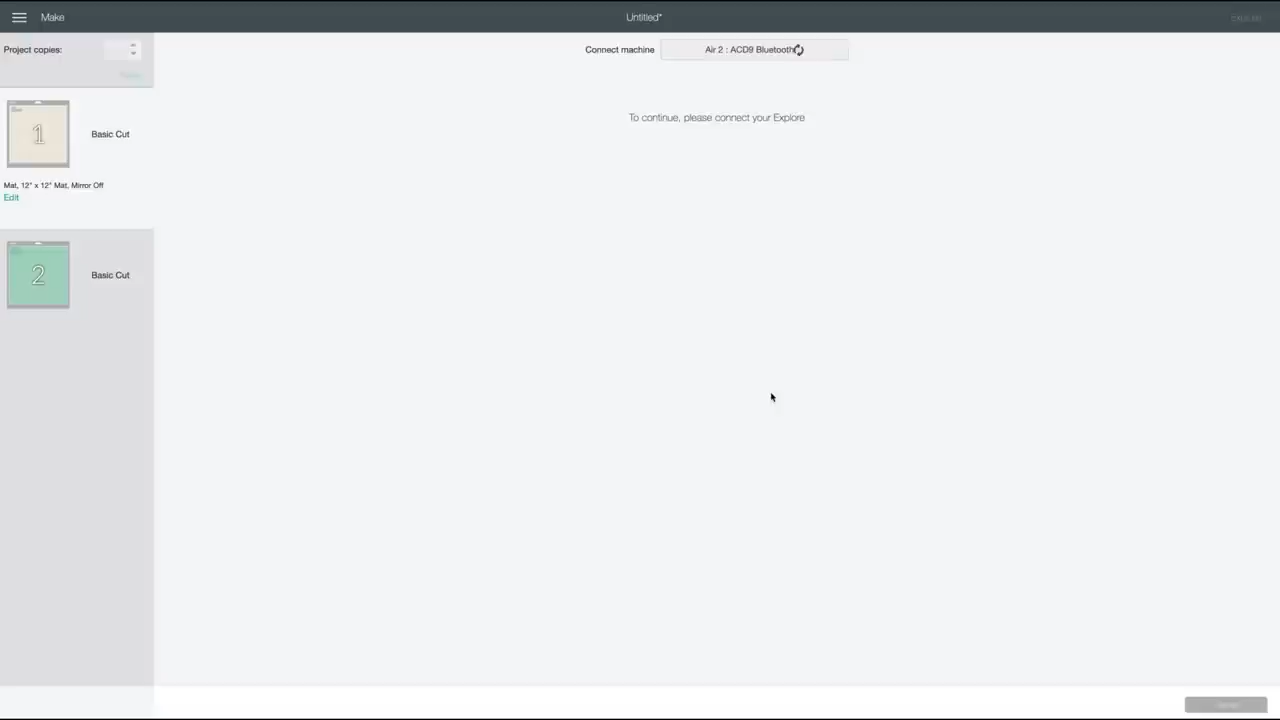 Make
Untitled*
Project copies:
Connect machine
Air 2 : ACD9 Bluetooth
To continue, please connect your Explore
1
Basic Cut
Mat, 12" x 12" Mat, Mirror Off
Edit
2
Basic Cut